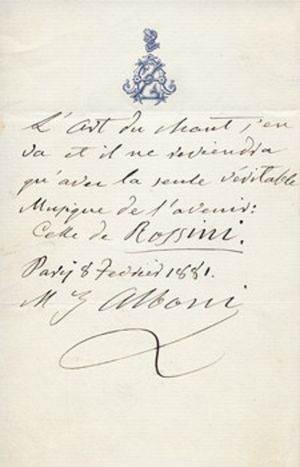 L'Art du chant s'en
va et il ne reviendra
qu'avec la seule véritable
Musique de l'avenir:
Celle de Rossini.
Paris 8 Février 1881.
M Alboni